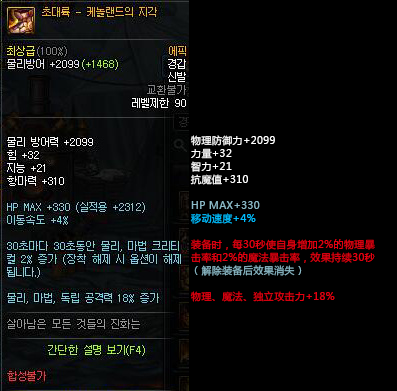 초대륙 - 케놀랜드의 지각
최상급(100%) 에픽
물리방어 +2099(+1468) 경갑
신발
교환불가
레벨제한 90
물리 방어력 +2099
힘 +32
지능 +21
항마력 +310
HP MAX +330 (실적용 +2312)
이동속도 +4%
30초마다 30초동안 물리, 마법 크리티
컬 2% 증가 (장착 해제 시 옵션이 해제
됩니다.)
물리, 마법, 독립 공격력 18% 증가
살아남은 모든 것들의 진화는
간단한 설명 보기(F4)
합성불가
物理防御力+2099
力量+32
智力+21
抗魔值+310
HP MAX+330
移动速度+4%
装备时，每30秒使自身增加2%的物理暴
击率和2%的魔法暴击率，效果持续30秒
（解除装备后效果消失）
物理、魔法、独立攻击力+18%